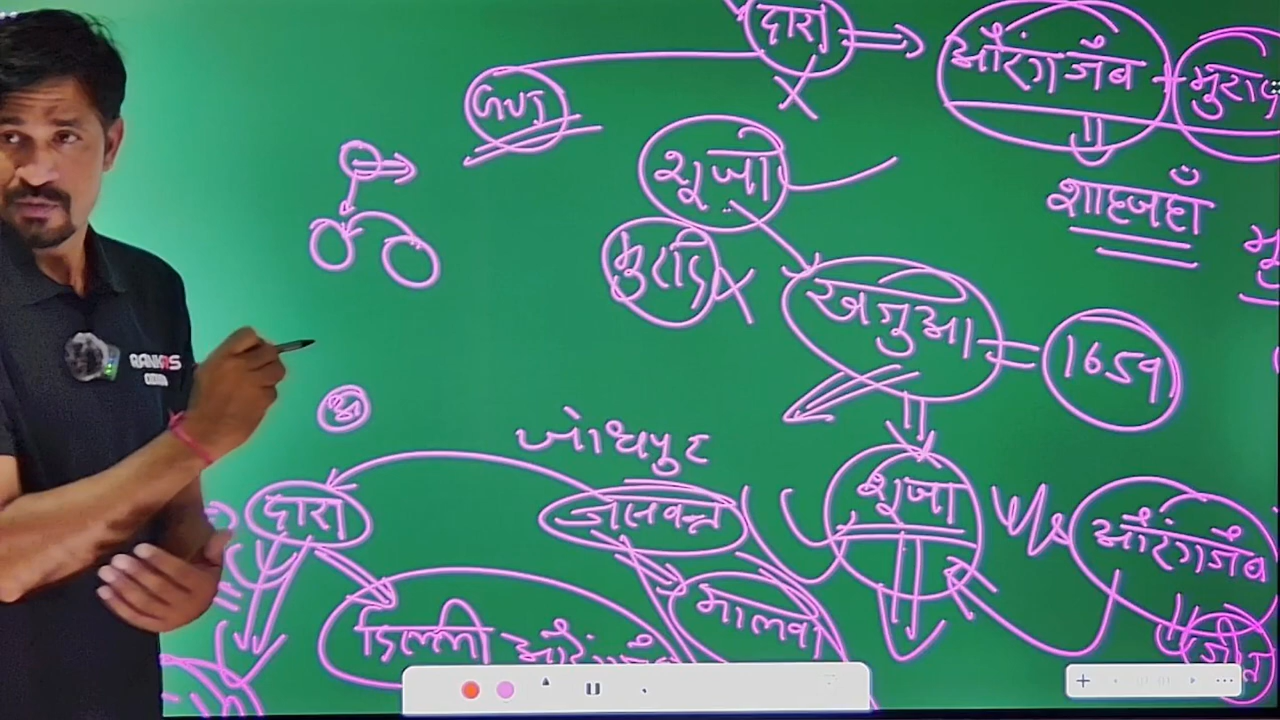 दारा
औरंगजेब + मुराद
शूजा
शाहजहाँ
मुराद
खजुआ = 1659
जोधपुर
दारा
जसवन्त
शूजा V/s औरंगजेब
दिल्ली
मालवा
जीत